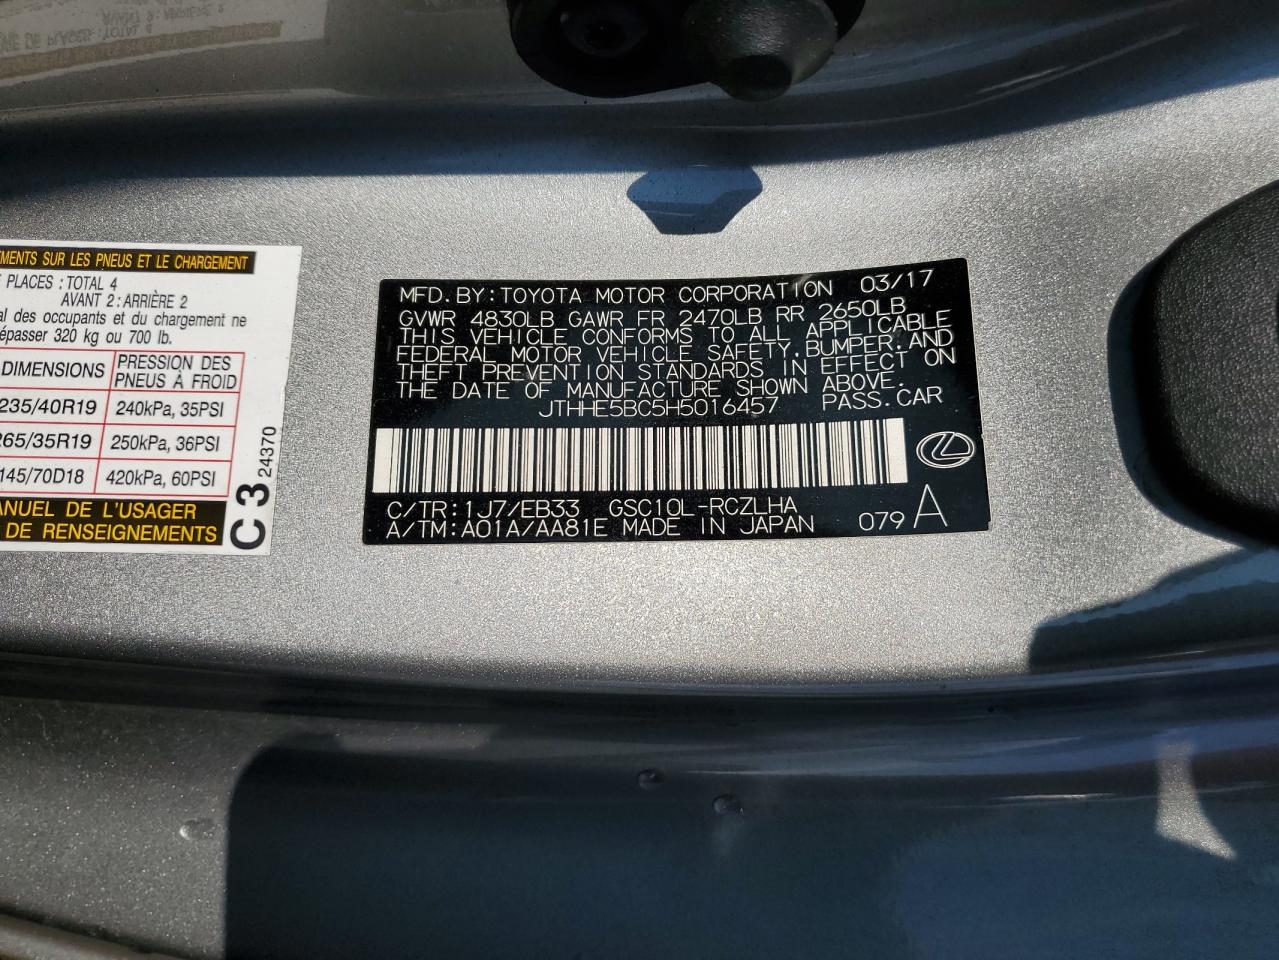 EMENTS SUR LES PNEUS ET LE CHARGEMENT
E PLACES : TOTAL 4
AVANT 2 : ARRIÈRE 2
al des occupants et du chargement ne
dépasser 320 kg ou 700 lb.
DIMENSIONS PRESSION DES PNEUS À FROID
235/40R19 240kPa, 35PSI
265/35R19 250kPa, 36PSI
145/70D18 420kPa, 60PSI
MANUEL DE L'USAGER
DE RENSEIGNEMENTS
C3 24370
MFD. BY: TOYOTA MOTOR CORPORATION 03/17
GVWR 4830LB GAWR FR 2470LB RR 2650LB
THIS VEHICLE CONFORMS TO ALL APPLICABLE
FEDERAL MOTOR VEHICLE SAFETY, BUMPER, AND
THEFT PREVENTION STANDARDS IN EFFECT ON
THE DATE OF MANUFACTURE SHOWN ABOVE.
JTHHE5BC5H5016457 PASS. CAR
C/TR: 1J7/EB33 GSC10L-RCZLHA
A/TM: A01A/AA81E MADE IN JAPAN 079 A